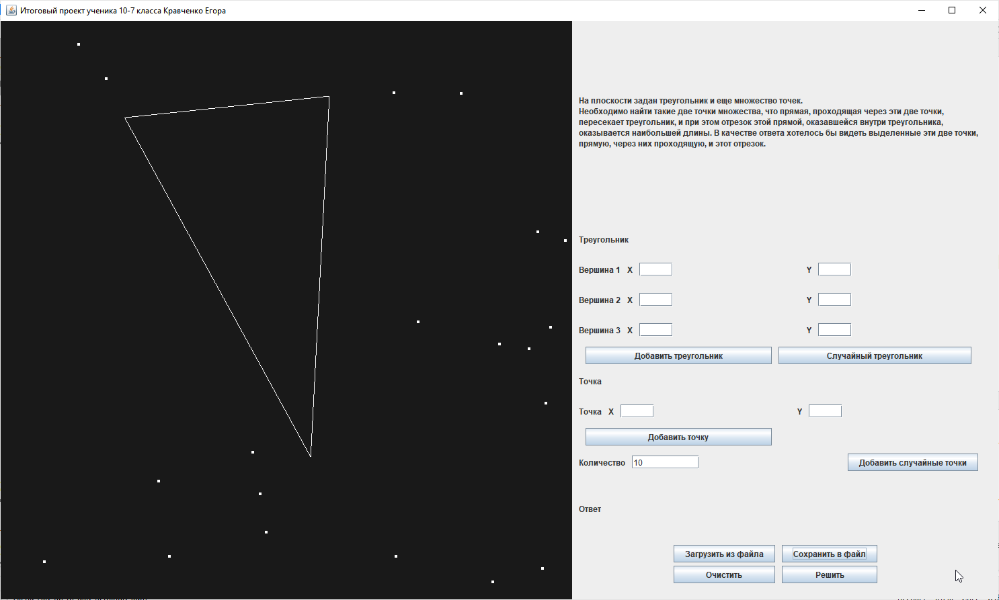 Итоговый проект ученика 10-7 класса Кравченко Егора
На плоскости задан треугольник и еще множество точек.
Необходимо найти такие две точки множества, что прямая, проходящая через эти две точки,
пересекает треугольник, и при этом отрезок этой прямой, оказавшейся внутри треугольника,
оказывается наибольшей длины. В качестве ответа хотелось бы видеть выделенные эти две точки,
прямую, через них проходящую, и этот отрезок.
Треугольник
Вершина 1 X Y
Вершина 2 X Y
Вершина 3 X Y
Добавить треугольник Случайный треугольник
Точка
Точка X Y
Добавить точку
Количество 10 Добавить случайные точки
Ответ
Загрузить из файла Сохранить в файл
Очистить Решить